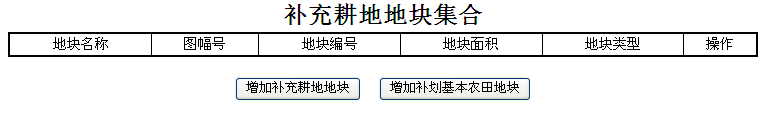 补充耕地地块集合
地块名称 图幅号 地块编号 地块面积 地块类型 操作
增加补充耕地地块 增加补划基本农田地块